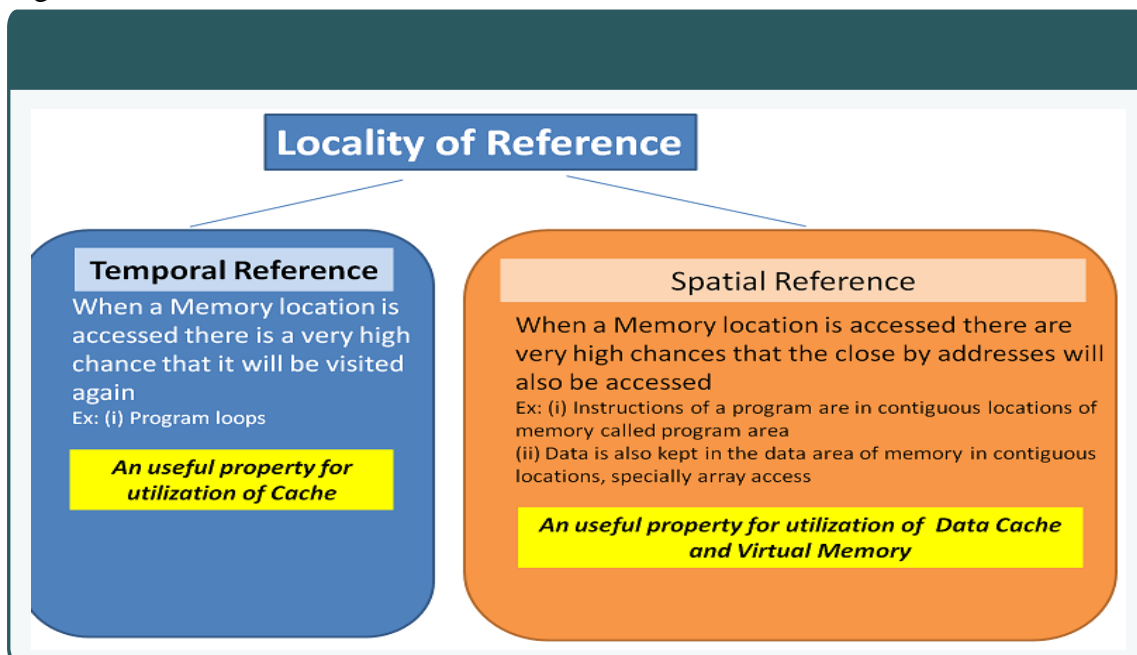 Locality of Reference
Temporal Reference
When a Memory location is
accessed there is a very high
chance that it will be visited
again
Ex: (i) Program loops
An useful property for
utilization of Cache
Spatial Reference
When a Memory location is accessed there are
very high chances that the close by addresses will
also be accessed
Ex: (i) Instructions of a program are in contiguous locations of
memory called program area
(ii) Data is also kept in the data area of memory in contiguous
locations, specially array access
An useful property for utilization of Data Cache
and Virtual Memory